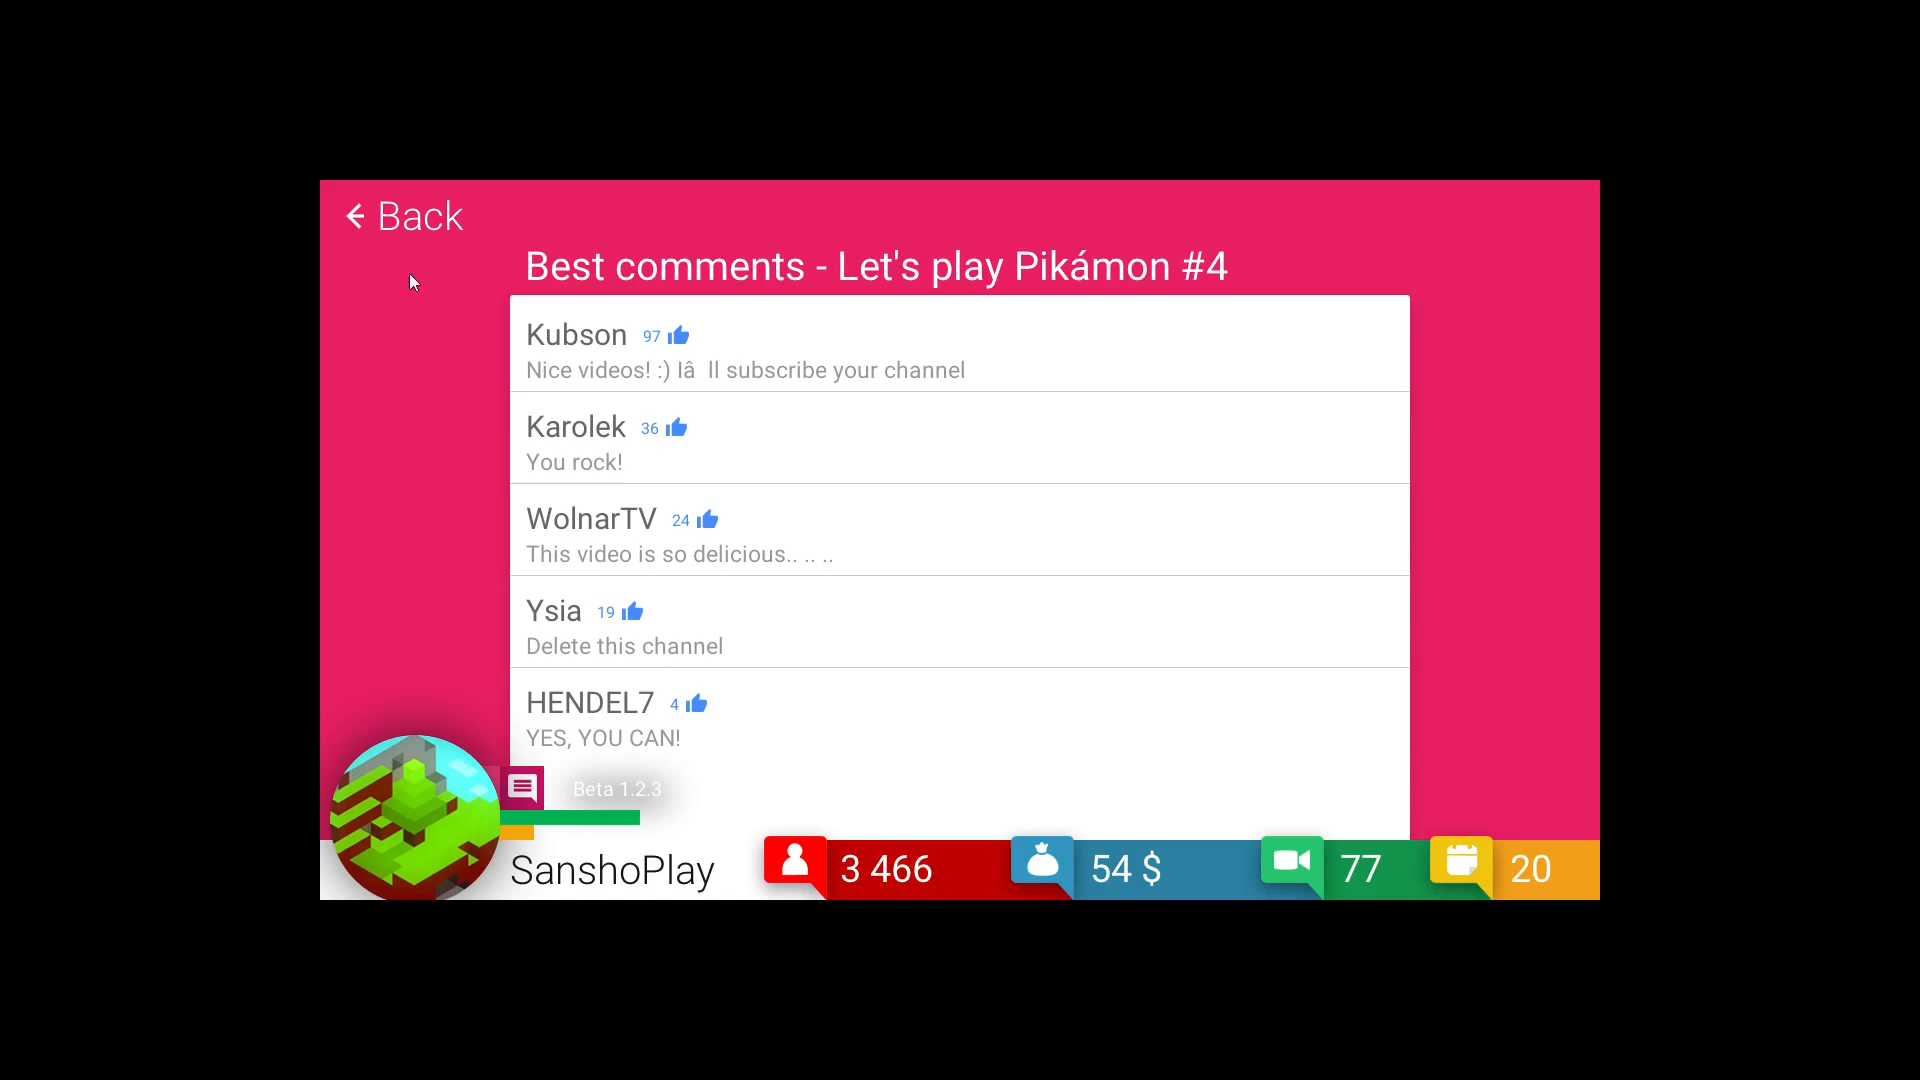 Back
Best comments - Let's play Pikámon #4
Kubson 97
Nice videos! :) Iâ ll subscribe your channel
Karolek 36
You rock!
WolnarTV 24
This video is so delicious.. .. ..
Ysia 19
Delete this channel
HENDEL7 4
YES, YOU CAN!
Beta 1.2.3
SanshoPlay 3 466 54 $ 77 20